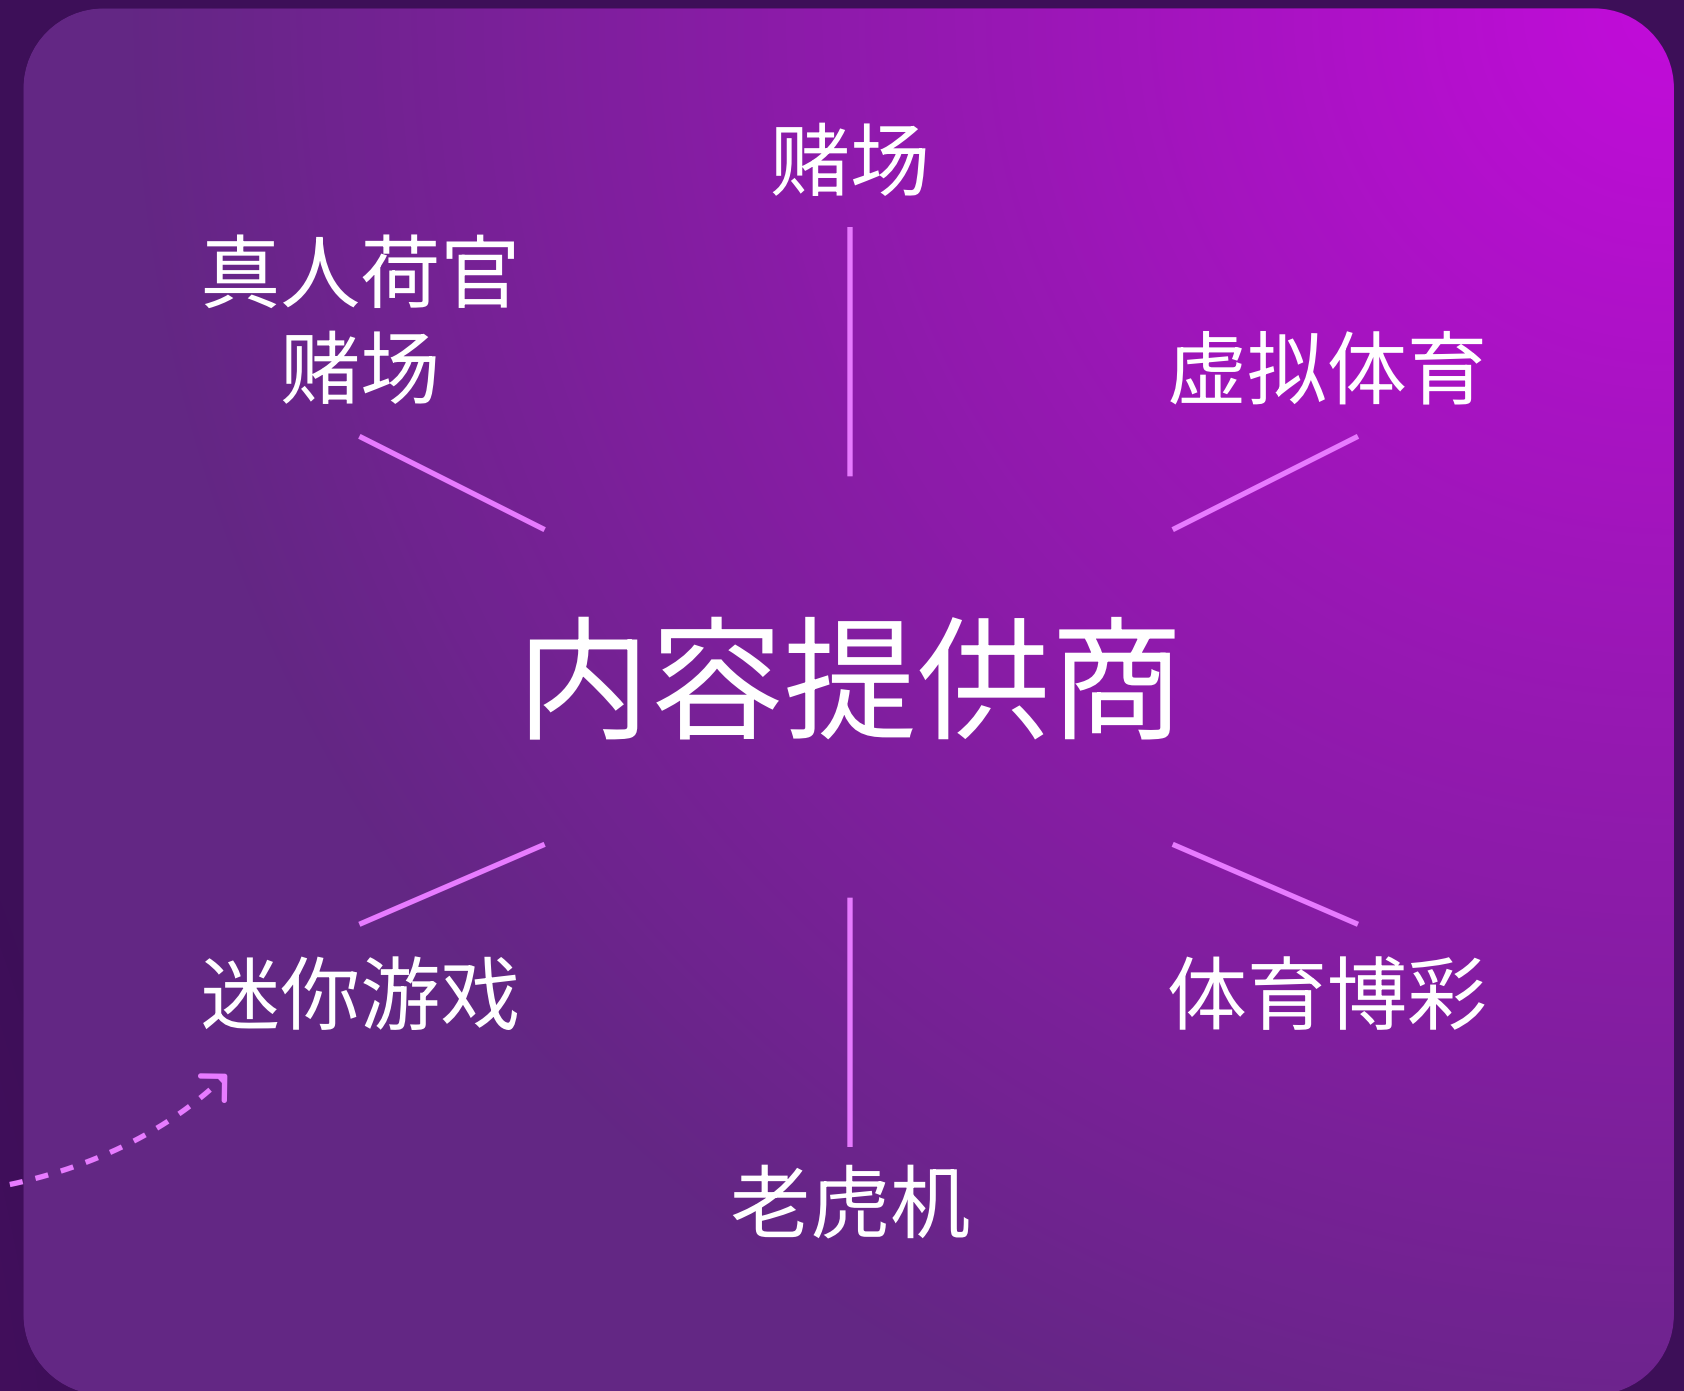 赌场
真人荷官
赌场
虚拟体育
内容提供商
迷你游戏
体育博彩
老虎机